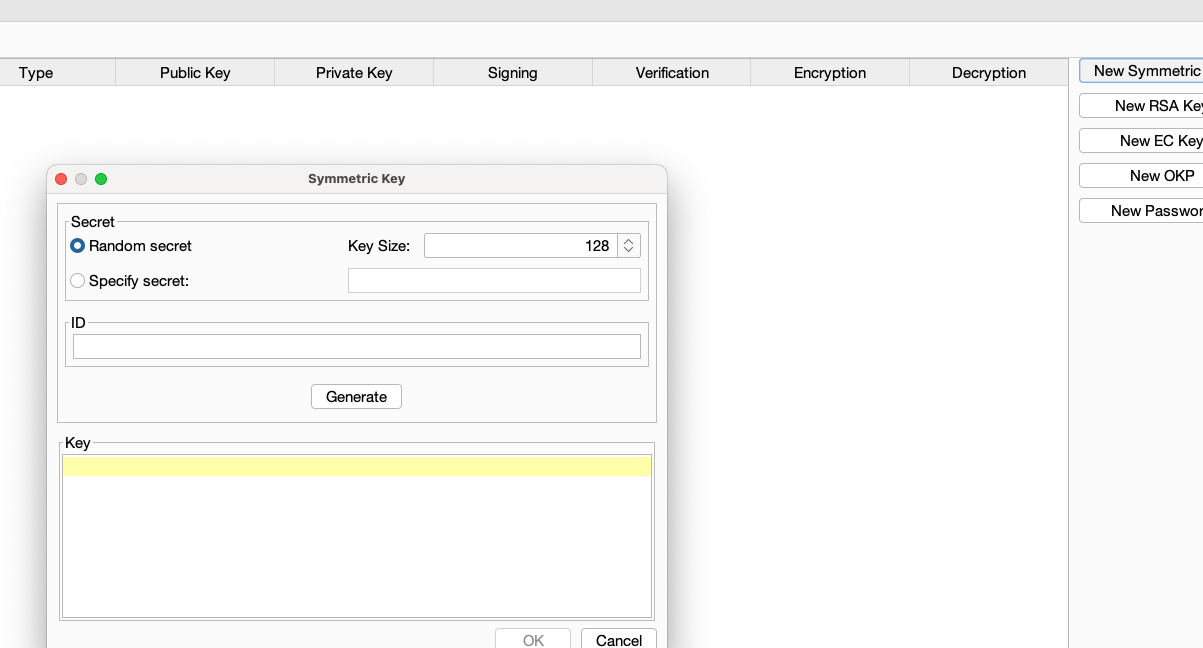 Type Public Key Private Key Signing Verification Encryption Decryption
New Symmetric
New RSA Key
New EC Key
New OKP
New Passwor
Symmetric Key
Secret
Random secret Key Size: 128
Specify secret:
ID
Generate
Key
OK Cancel